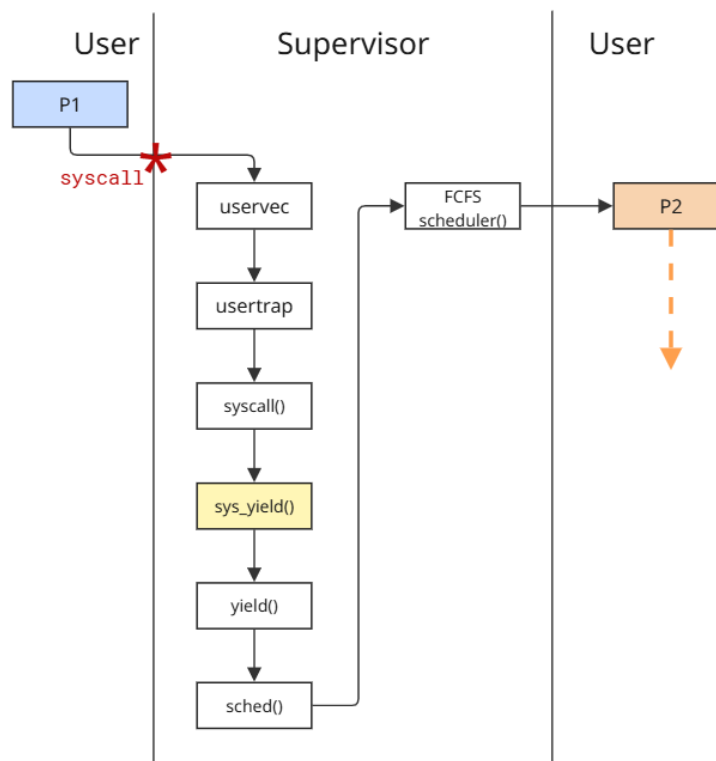 User
Supervisor
User
P1
syscall
uservec
FCFS
scheduler()
P2
usertrap
syscall()
sys_yield()
yield()
sched()